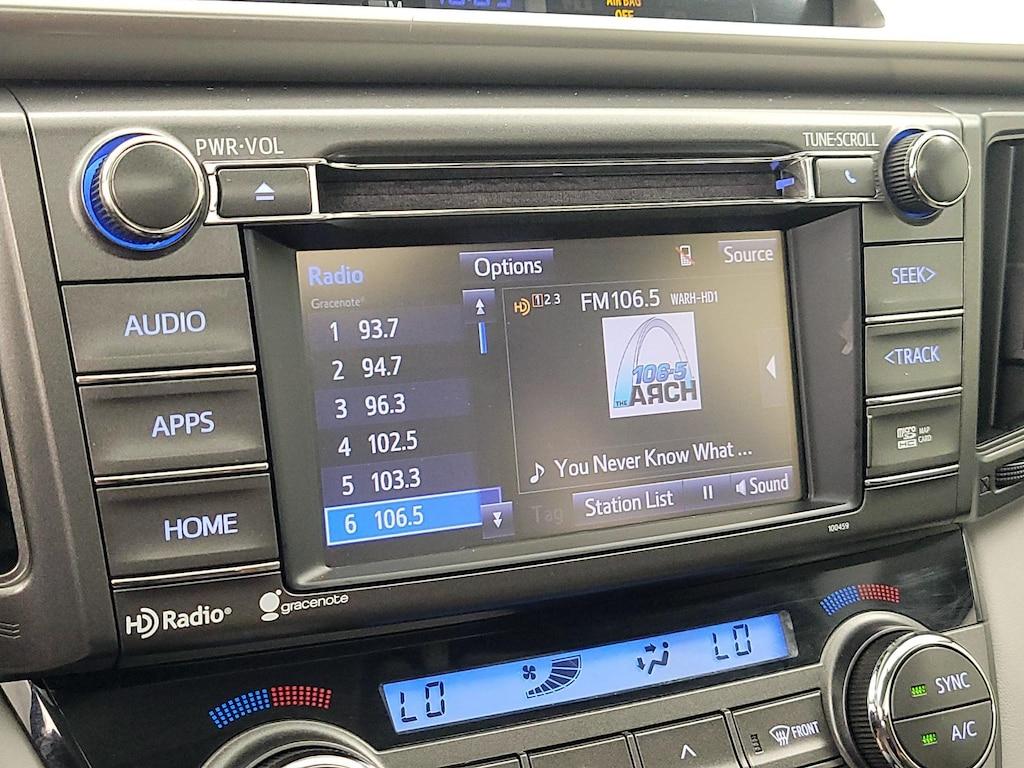 AIR BAG
OFF
PWR·VOL
TUNE·SCROLL
AUDIO
APPS
HOME
HD Radio®
gracenote
Radio
Gracenote®
Options
Source
1 93.7
2 94.7
3 96.3
4 102.5
5 103.3
6 106.5
HD 1 2 3 FM106.5 WARH-HD1
106.5
THE ARCH
You Never Know What ...
Tag Station List Sound
100459
SEEK>
<TRACK
micro SD HC MAP CARD
LO LO
FRONT
SYNC
A/C